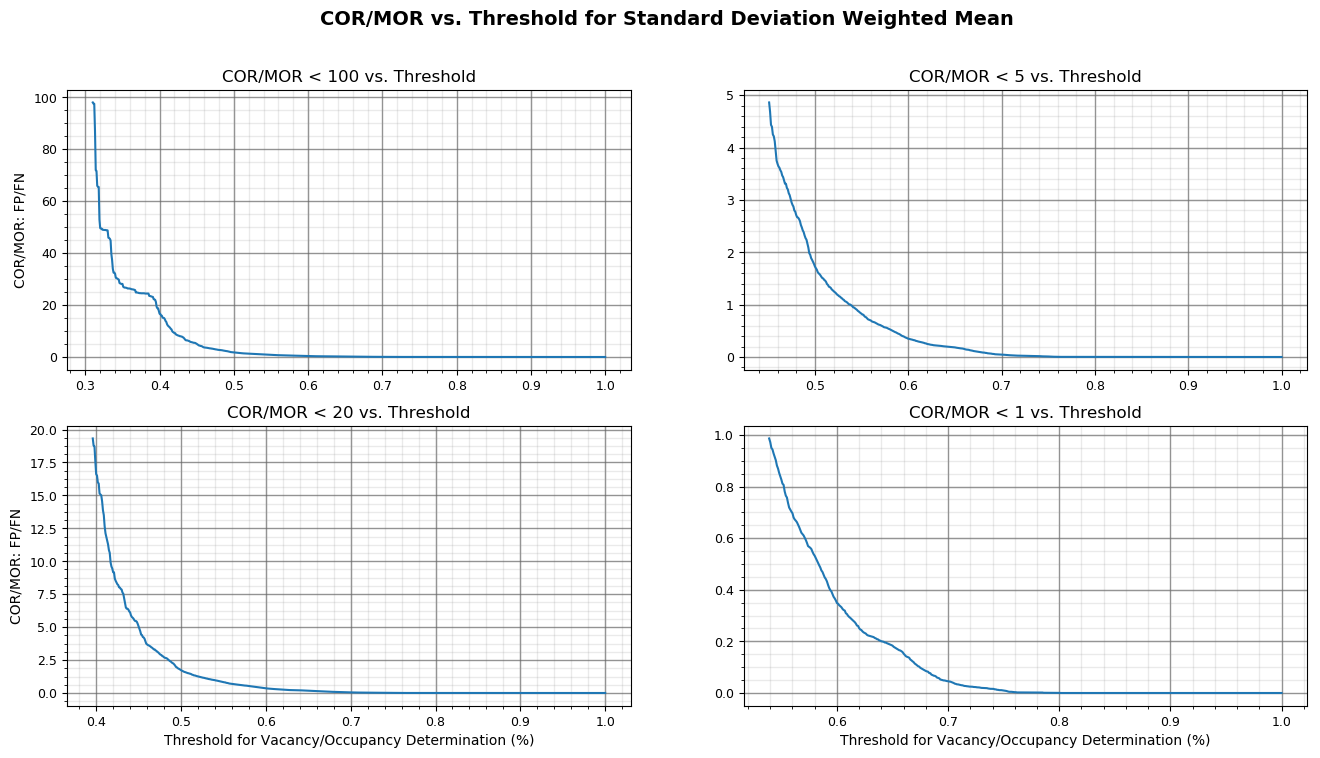 COR/MOR vs. Threshold for Standard Deviation Weighted Mean
COR/MOR < 100 vs. Threshold
COR/MOR: FP/FN
100
80
60
40
20
0
0.3 0.4 0.5 0.6 0.7 0.8 0.9 1.0
COR/MOR < 5 vs. Threshold
5
4
3
2
1
0
0.5 0.6 0.7 0.8 0.9 1.0
COR/MOR < 20 vs. Threshold
COR/MOR: FP/FN
20.0
17.5
15.0
12.5
10.0
7.5
5.0
2.5
0.0
0.4 0.5 0.6 0.7 0.8 0.9 1.0
Threshold for Vacancy/Occupancy Determination (%)
COR/MOR < 1 vs. Threshold
1.0
0.8
0.6
0.4
0.2
0.0
0.6 0.7 0.8 0.9 1.0
Threshold for Vacancy/Occupancy Determination (%)